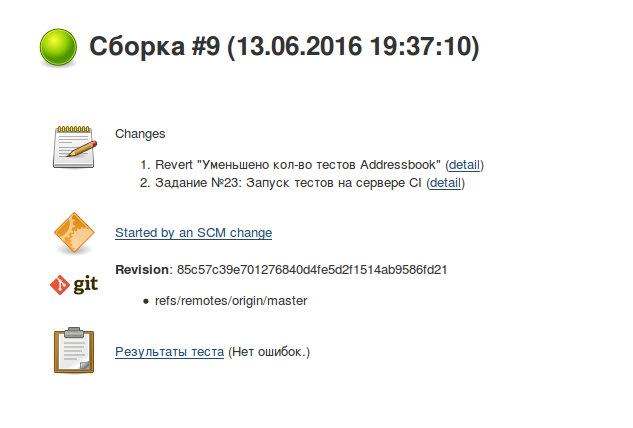 Сборка #9 (13.06.2016 19:37:10)
Changes
1. Revert "Уменьшено кол-во тестов Addressbook" (detail)
2. Задание №23: Запуск тестов на сервере CI (detail)
Started by an SCM change
Revision: 85c57c39e701276840d4fe5d2f1514ab9586fd21
git
• refs/remotes/origin/master
Результаты теста (Нет ошибок.)